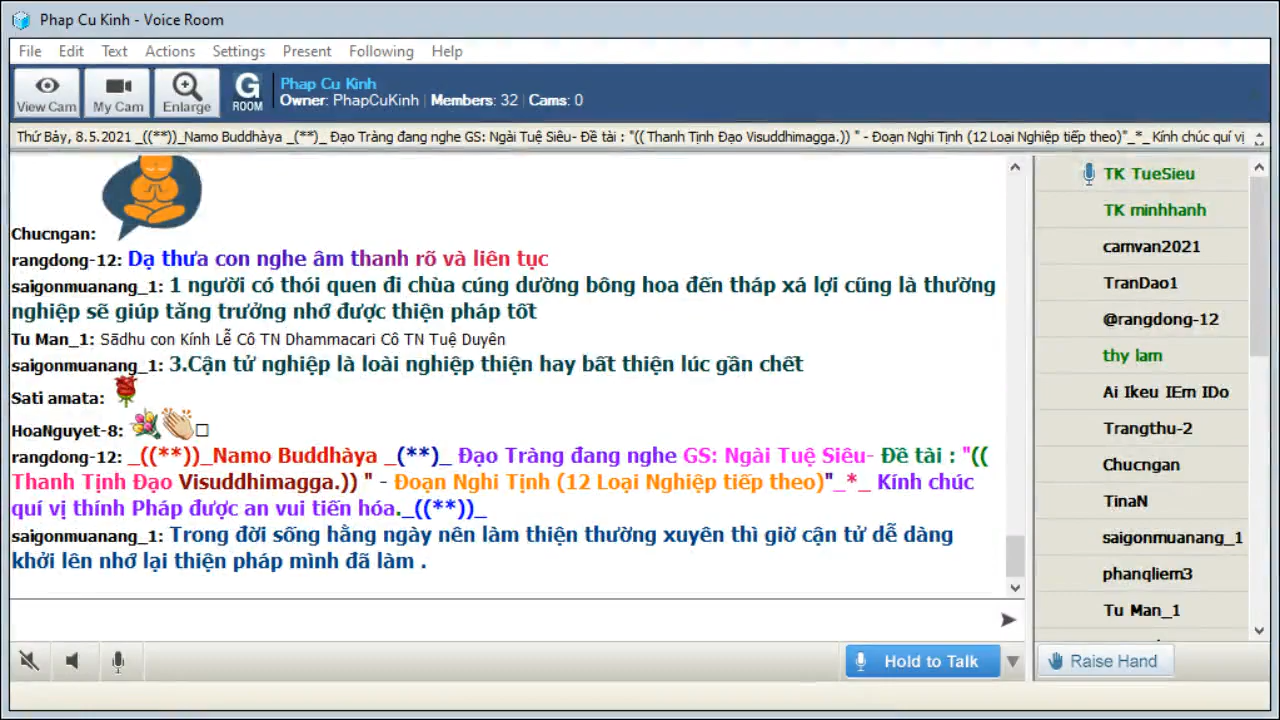 Phap Cu Kinh - Voice Room
File Edit Text Actions Settings Present Following Help
View Cam My Cam Enlarge G ROOM
Phap Cu Kinh
Owner: PhapCuKinh | Members: 32 | Cams: 0
Thứ Bảy, 8.5.2021 _((**))_Namo Buddhàya _(**)_ Đạo Tràng đang nghe GS: Ngài Tuệ Siêu- Đề tài : "(( Thanh Tịnh Đạo Visuddhimagga.)) " - Đoạn Nghi Tịnh (12 Loại Nghiệp tiếp theo)"_*_ Kính chúc quí vị
Chucngan:
rangdong-12: Dạ thưa con nghe âm thanh rõ và liên tục
saigonmuanang_1: 1 người có thói quen đi chùa cúng dường bông hoa đến tháp xá lợi cũng là thường
nghiệp sẽ giúp tăng trưởng nhớ được thiện pháp tốt
Tu Man_1: Sādhu con Kính Lễ Cô TN Dhammacari Cô TN Tuệ Duyên
saigonmuanang_1: 3.Cận tử nghiệp là loài nghiệp thiện hay bất thiện lúc gần chết
Sati amata:
HoaNguyet-8:
rangdong-12: _((**))_Namo Buddhàya _(**)_ Đạo Tràng đang nghe GS: Ngài Tuệ Siêu- Đề tài : "((
Thanh Tịnh Đạo Visuddhimagga.)) " - Đoạn Nghi Tịnh (12 Loại Nghiệp tiếp theo)"_*_ Kính chúc
quí vị thính Pháp được an vui tiến hóa._((**))_
saigonmuanang_1: Trong đời sống hằng ngày nên làm thiện thường xuyên thì giờ cận tử dễ dàng
khởi lên nhớ lại thiện pháp mình đã làm .
TK TueSieu
TK minhhanh
camvan2021
TranDao1
@rangdong-12
thy lam
Ai Ikeu IEm IDo
Trangthu-2
Chucngan
TinaN
saigonmuanang_1
phanqliem3
Tu Man_1
Hold to Talk
Raise Hand